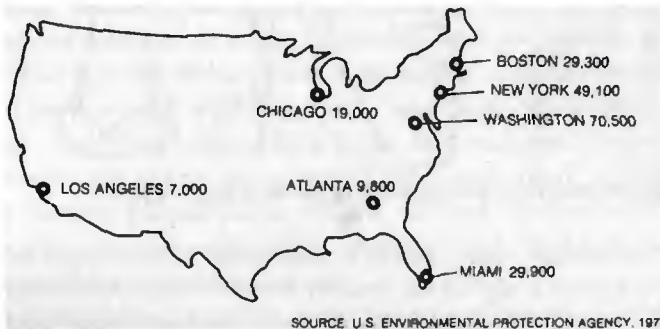 BOSTON 29,300
NEW YORK 49,100
CHICAGO 19,000
WASHINGTON 70,500
LOS ANGELES 7,000
ATLANTA 9,800
MIAMI 29,900
SOURCE: U.S. ENVIRONMENTAL PROTECTION AGENCY, 197